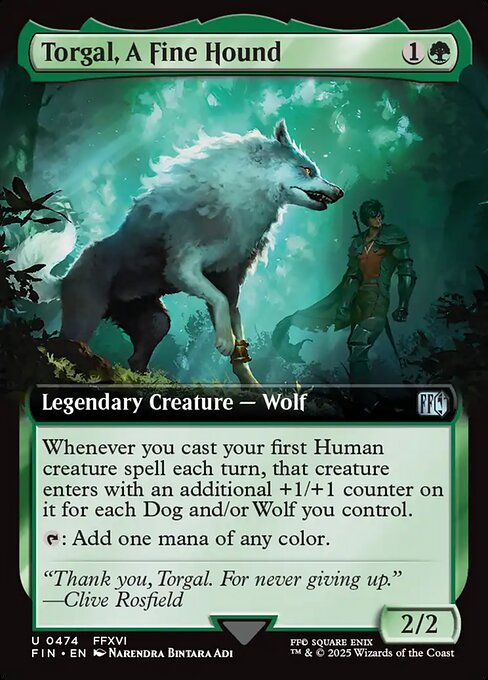 Torgal, A Fine Hound 1
Legendary Creature — Wolf
Whenever you cast your first Human
creature spell each turn, that creature
enters with an additional +1/+1 counter on
it for each Dog and/or Wolf you control.
: Add one mana of any color.
“Thank you, Torgal. For never giving up.”
—Clive Rosfield
2/2
U 0474 FFXVI
FIN • EN Narendra Bintara Adi
FF© SQUARE ENIX
™ & © 2025 Wizards of the Coast